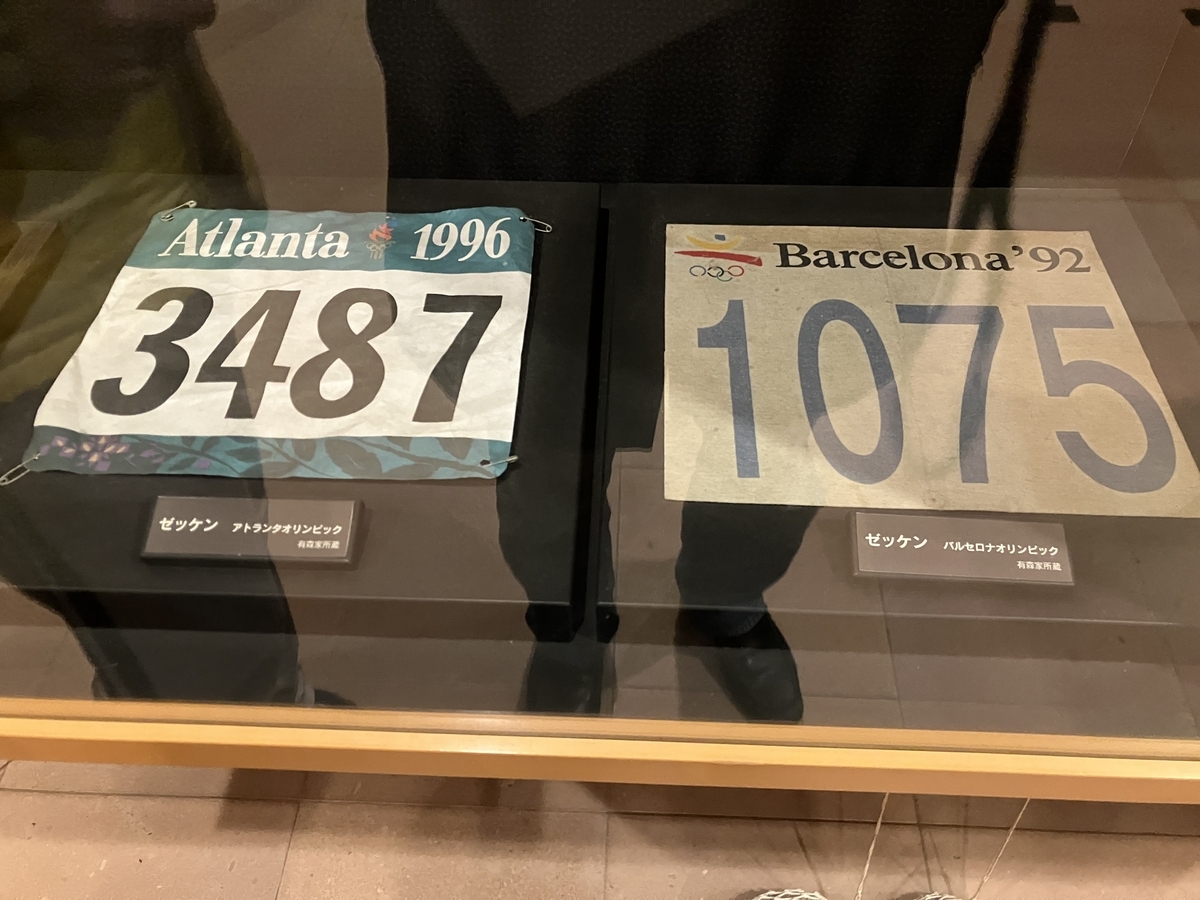 Atlanta 1996
3487
ゼッケン アトランタオリンピック
有森家所蔵
Barcelona'92
1075
ゼッケン バルセロナオリンピック
有森家所蔵